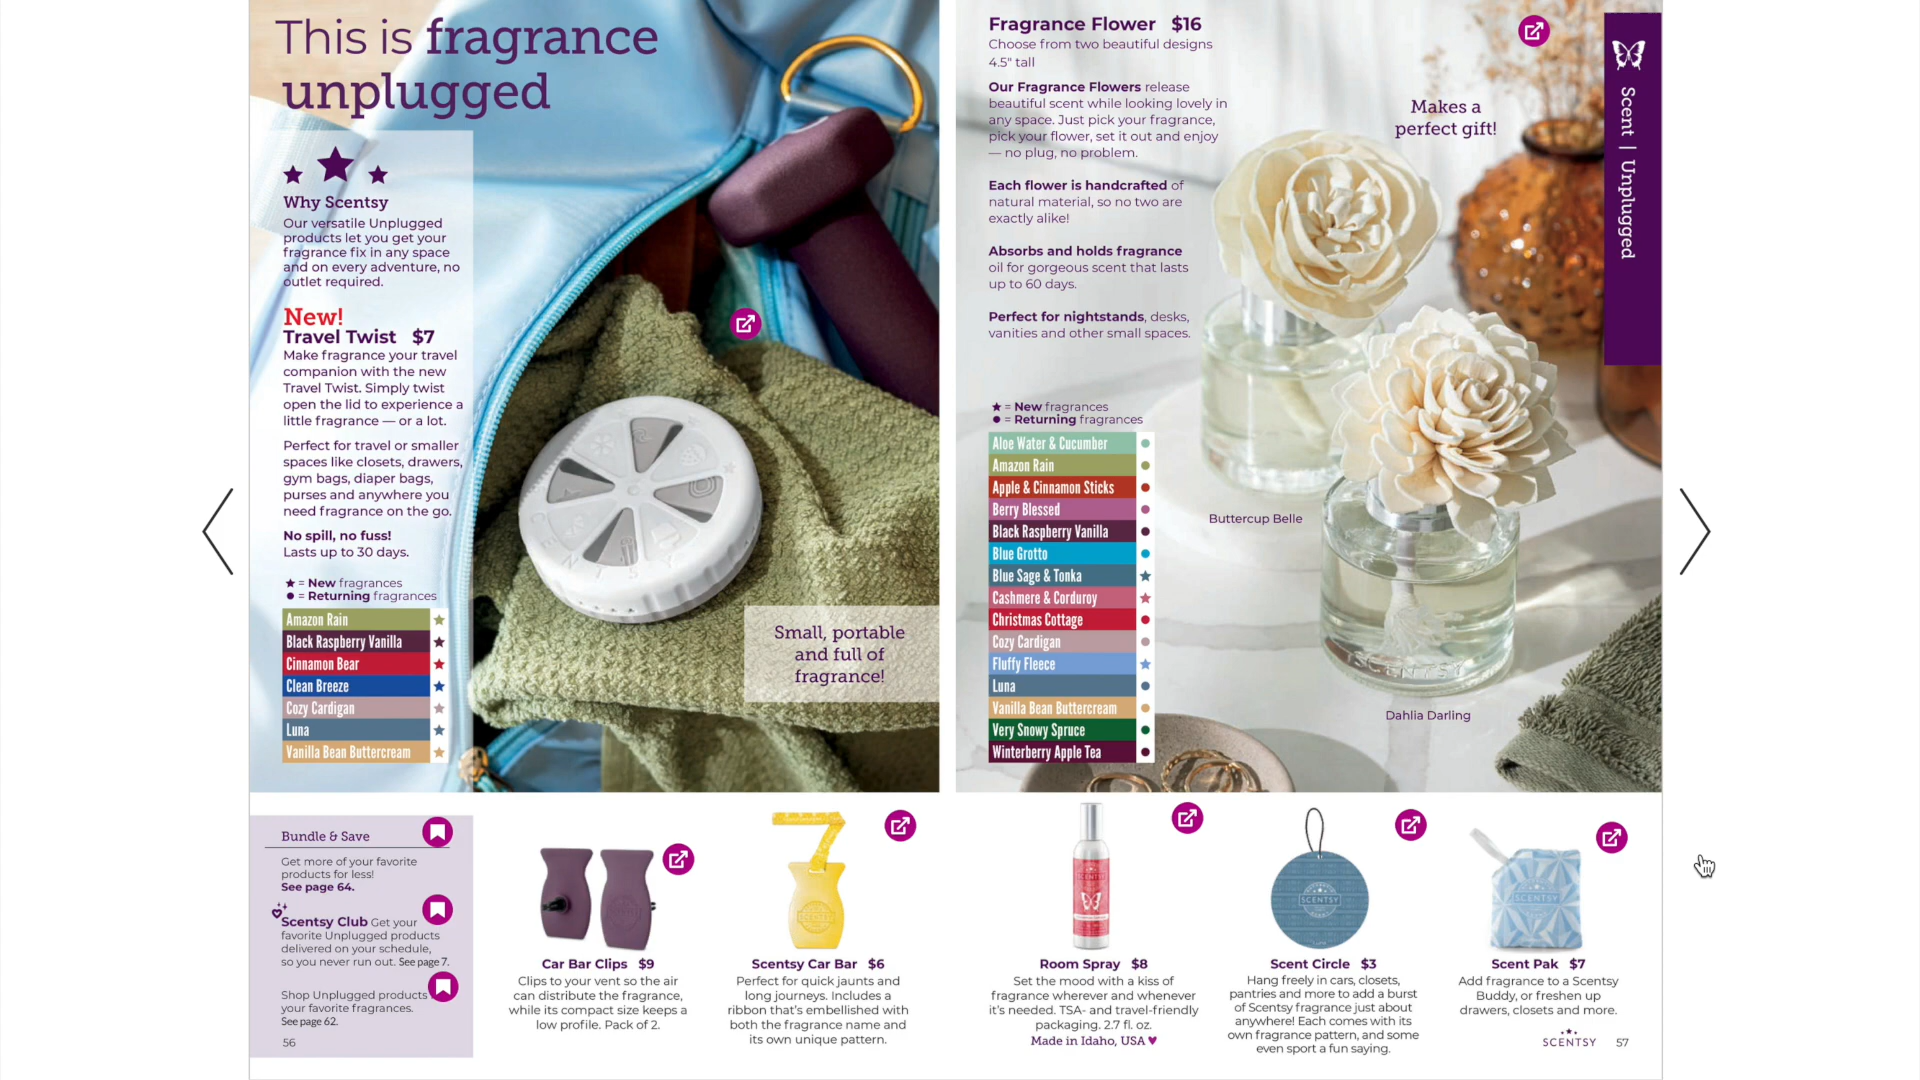 This is fragrance
unplugged
Why Scentsy
Our versatile Unplugged
products let you get your
fragrance fix in any space
and on every adventure, no
outlet required.
New!
Travel Twist $7
Make fragrance your travel
companion with the new
Travel Twist. Simply twist
open the lid to experience a
little fragrance — or a lot.
Perfect for travel or smaller
spaces like closets, drawers,
gym bags, diaper bags,
purses and anywhere you
need fragrance on the go.
No spill, no fuss!
Lasts up to 30 days.
★ = New fragrances
● = Returning fragrances
Amazon Rain ★
Black Raspberry Vanilla ★
Cinnamon Bear ★
Clean Breeze ★
Cozy Cardigan ★
Luna ★
Vanilla Bean Buttercream ★
Small, portable
and full of
fragrance!
Bundle & Save
Get more of your favorite
products for less!
See page 64.
Scentsy Club Get your
favorite Unplugged products
delivered on your schedule,
so you never run out. See page 7.
Shop Unplugged products
your favorite fragrances.
See page 62.
56
Car Bar Clips $9
Clips to your vent so the air
can distribute the fragrance,
while its compact size keeps a
low profile. Pack of 2.
Scentsy Car Bar $6
Perfect for quick jaunts and
long journeys. Includes a
ribbon that's embellished with
both the fragrance name and
its own unique pattern.
Fragrance Flower $16
Choose from two beautiful designs
4.5" tall
Our Fragrance Flowers release
beautiful scent while looking lovely in
any space. Just pick your fragrance,
pick your flower, set it out and enjoy
— no plug, no problem.
Each flower is handcrafted of
natural material, so no two are
exactly alike!
Absorbs and holds fragrance
oil for gorgeous scent that lasts
up to 60 days.
Perfect for nightstands, desks,
vanities and other small spaces.
★ = New fragrances
● = Returning fragrances
Aloe Water & Cucumber ●
Amazon Rain ●
Apple & Cinnamon Sticks ●
Berry Blessed ●
Black Raspberry Vanilla ●
Blue Grotto ●
Blue Sage & Tonka ★
Cashmere & Corduroy ★
Christmas Cottage ●
Cozy Cardigan ●
Fluffy Fleece ★
Luna ●
Vanilla Bean Buttercream ●
Very Snowy Spruce ●
Winterberry Apple Tea ●
Makes a
perfect gift!
Scent | Unplugged
Buttercup Belle
SCENTSY
Dahlia Darling
SCENTSY
Room Spray $8
Set the mood with a kiss of
fragrance wherever and whenever
it's needed. TSA- and travel-friendly
packaging. 2.7 fl. oz.
Made in Idaho, USA ♥
SCENTSY
Scent Circle $3
Hang freely in cars, closets,
pantries and more to add a burst
of Scentsy fragrance just about
anywhere! Each comes with its
own fragrance pattern, and some
even sport a fun saying.
SCENTSY
Scent Pak $7
Add fragrance to a Scentsy
Buddy, or freshen up
drawers, closets and more.
SCENTSY 57